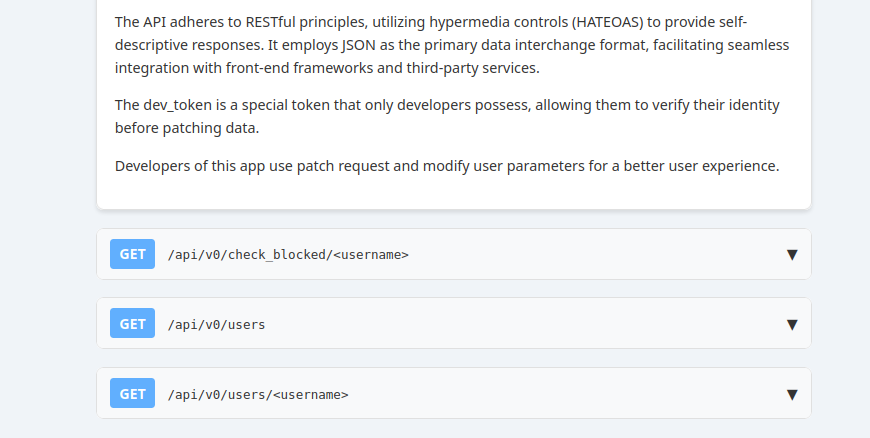 The API adheres to RESTful principles, utilizing hypermedia controls (HATEOAS) to provide self-
descriptive responses. It employs JSON as the primary data interchange format, facilitating seamless
integration with front-end frameworks and third-party services.
The dev_token is a special token that only developers possess, allowing them to verify their identity
before patching data.
Developers of this app use patch request and modify user parameters for a better user experience.
GET /api/v0/check_blocked/<username> ▼
GET /api/v0/users ▼
GET /api/v0/users/<username> ▼